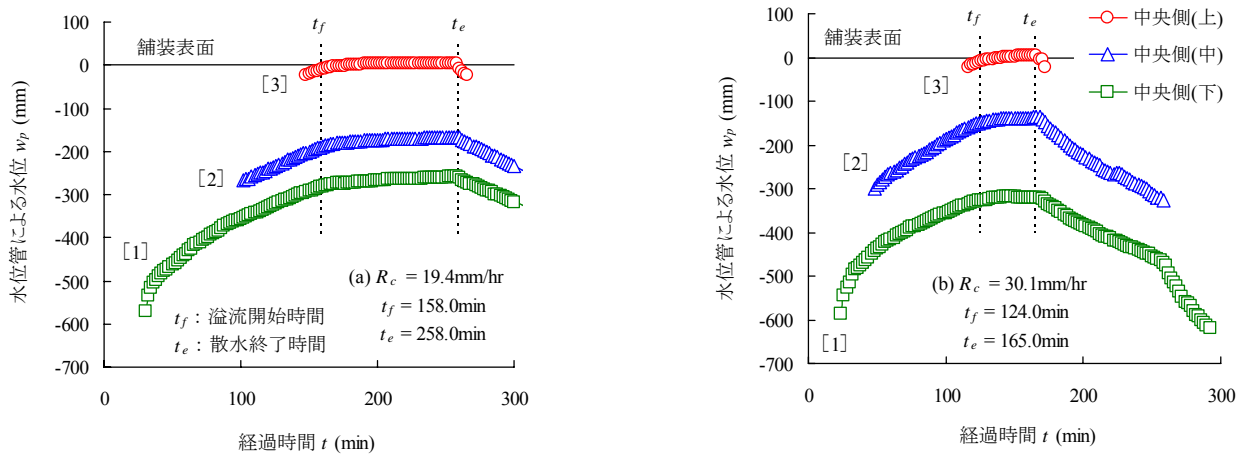 水位管による水位 w_p (mm)
100
0
-100
-200
-300
-400
-500
-600
-700
0
100
200
300
経過時間 t (min)
t_f
t_e
舗装表面
［3］
［2］
［1］
(a) R_c = 19.4mm/hr
t_f = 158.0min
t_e = 258.0min
t_f : 溢流開始時間
t_e : 散水終了時間
水位管による水位 w_p (mm)
100
0
-100
-200
-300
-400
-500
-600
-700
0
100
200
300
経過時間 t (min)
t_f
t_e
舗装表面
［3］
［2］
［1］
(b) R_c = 30.1mm/hr
t_f = 124.0min
t_e = 165.0min
中央側(上)
中央側(中)
中央側(下)